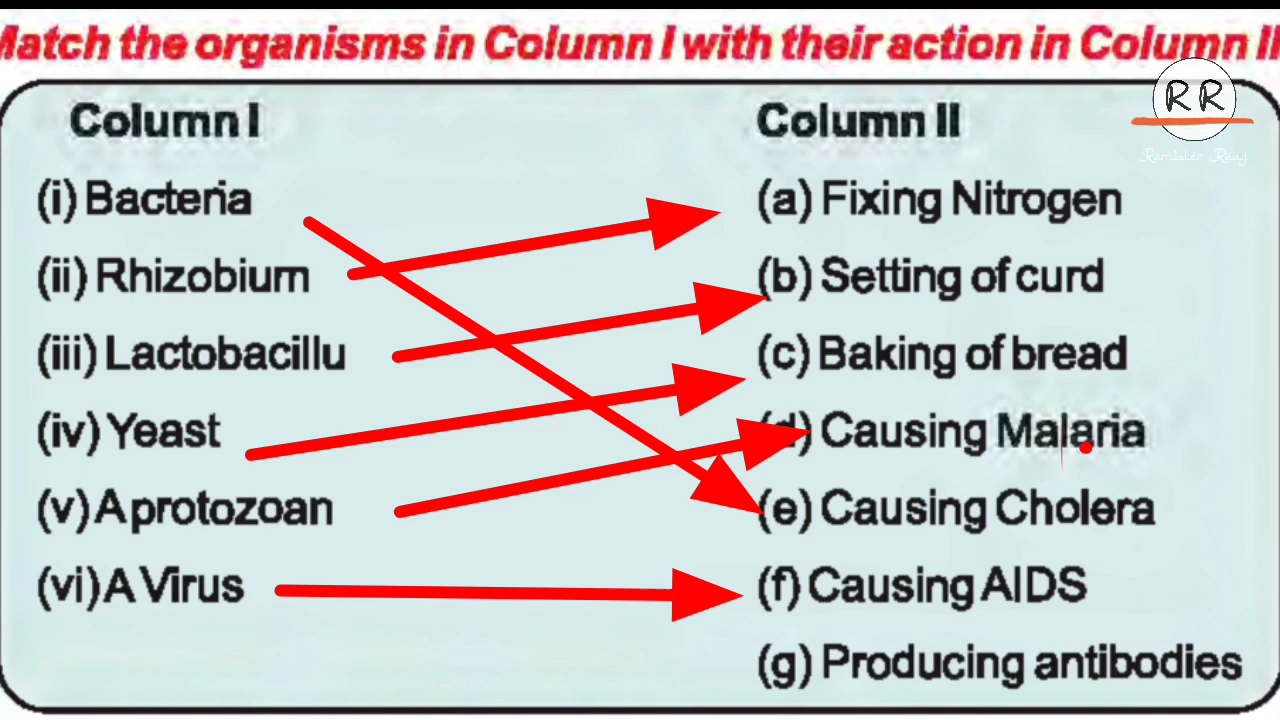 Match the organisms in Column I with their action in Column II
RR
Rambler Raaj
Column I Column II
(i) Bacteria (a) Fixing Nitrogen
(ii) Rhizobium (b) Setting of curd
(iii) Lactobacillu (c) Baking of bread
(iv) Yeast (d) Causing Malaria
(v) A protozoan (e) Causing Cholera
(vi) A Virus (f) Causing AIDS
(g) Producing antibodies